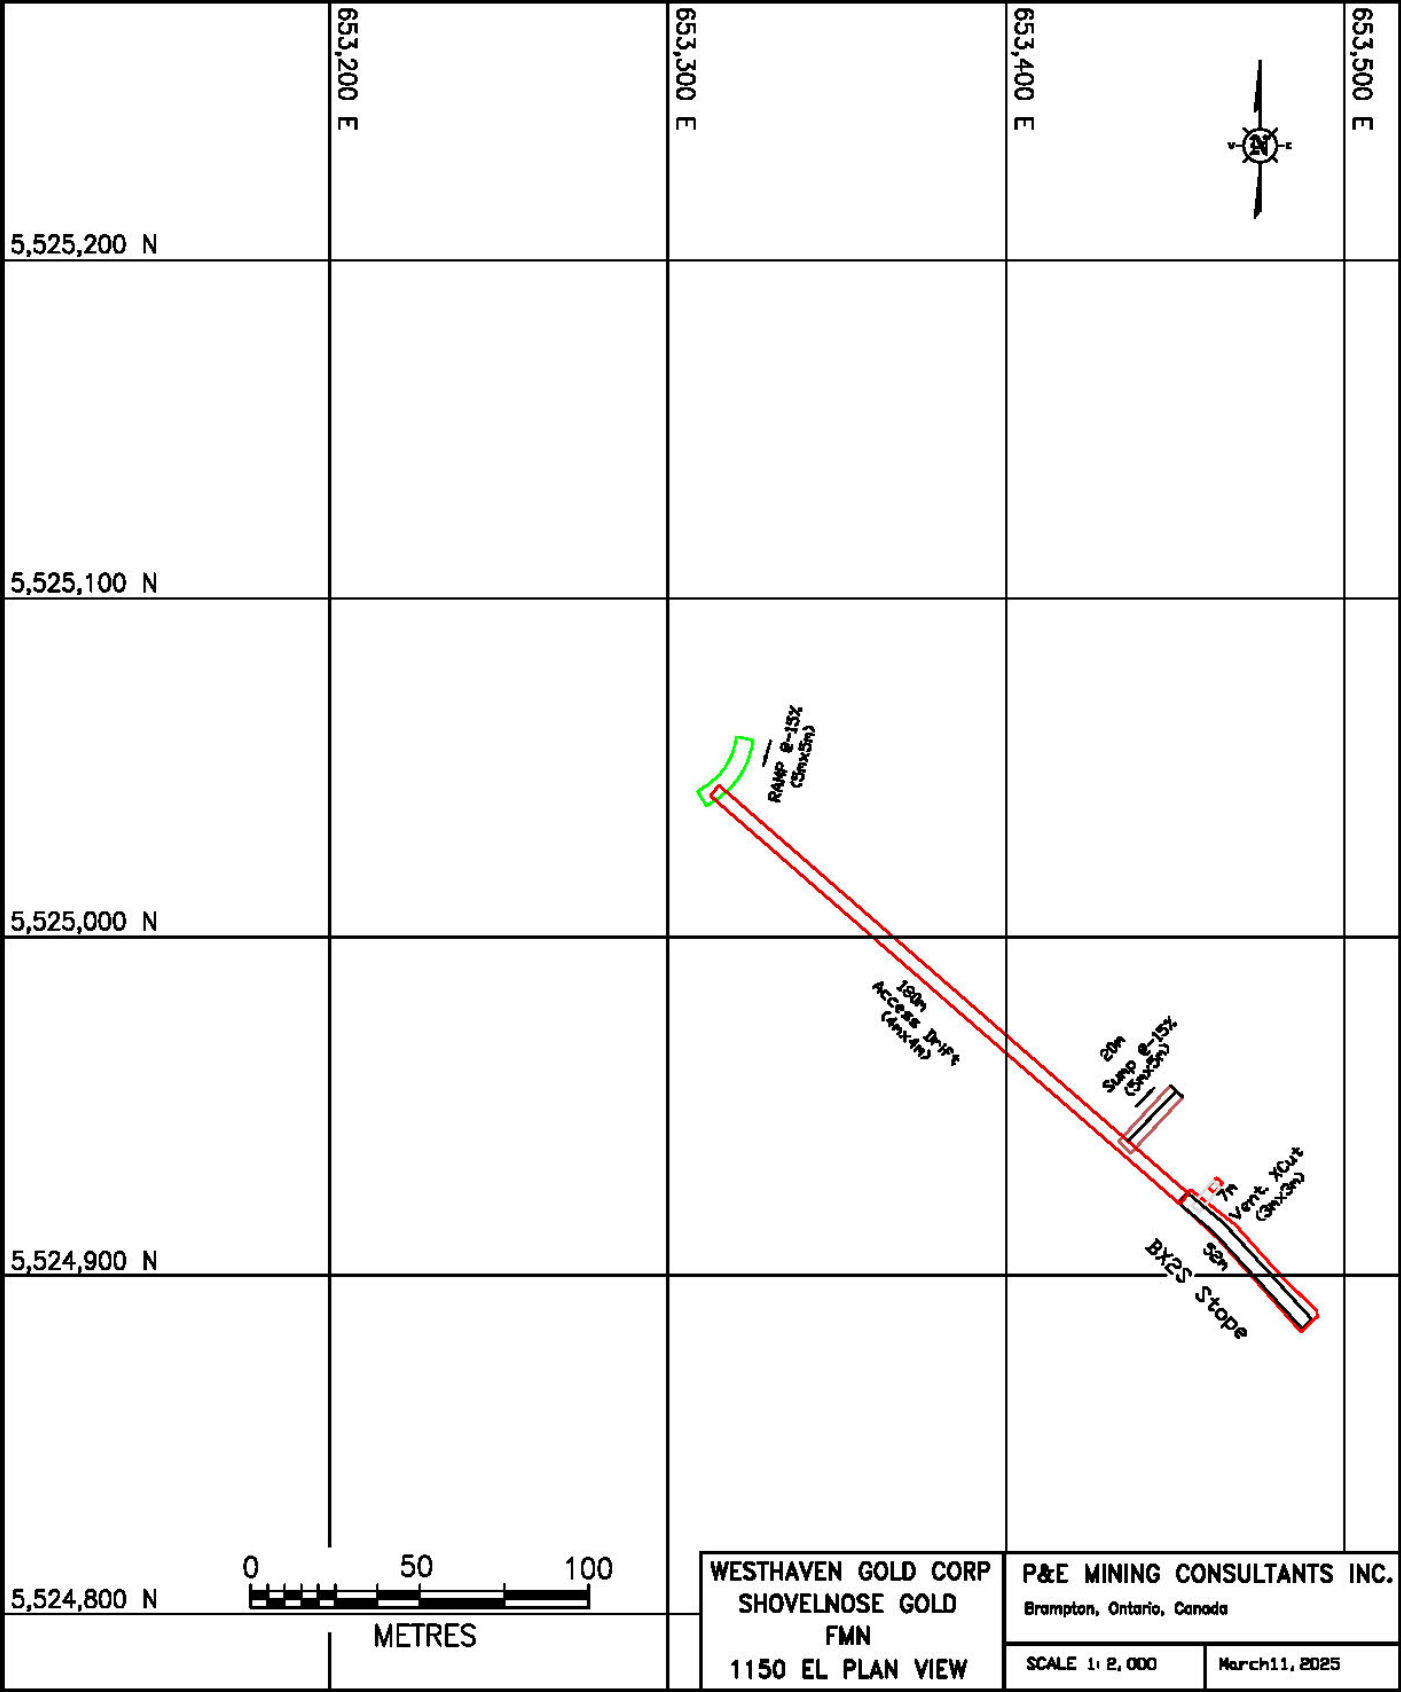 653,200 E
653,300 E
653,400 E
653,500 E
N
W
E
5,525,200 N
5,525,100 N
RAMP @-15%
(5mx5m)
5,525,000 N
180m
Access Drift
(4mx4m)
20m
Sump @-15%
(5mx5m)
7m
Vent. XCut
(3mx3m)
52m
BX2S Stope
5,524,900 N
5,524,800 N
0 50 100
METRES
WESTHAVEN GOLD CORP
SHOVELNOSE GOLD
FMN
1150 EL PLAN VIEW
P&E MINING CONSULTANTS INC.
Brampton, Ontario, Canada
SCALE 1: 2,000
March11, 2025